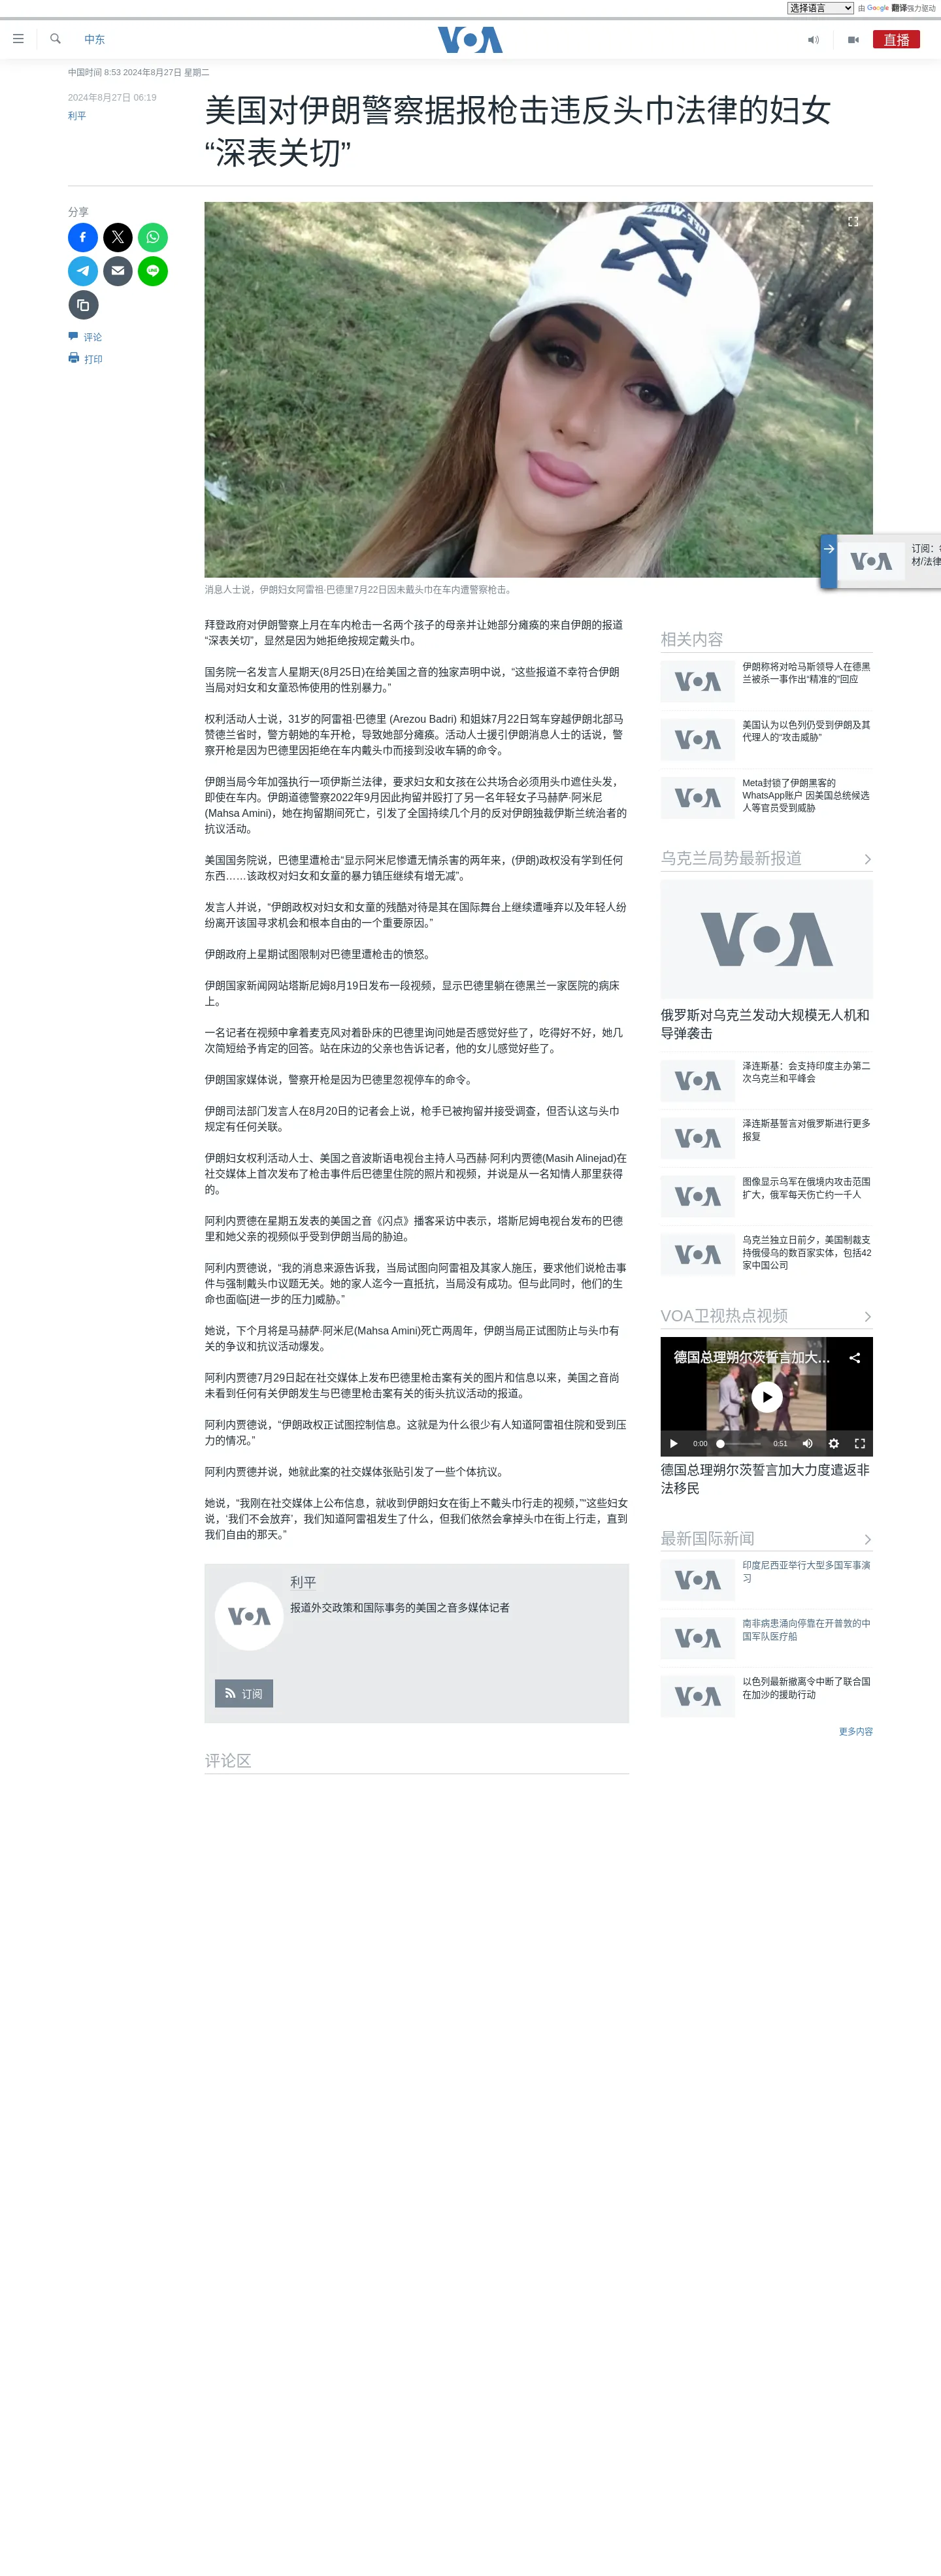 选择语言 由 Google 翻译强力驱动
中东
VOA
直播
中国时间 8:53 2024年8月27日 星期二
2024年8月27日 06:19
利平
美国对伊朗警察据报枪击违反头巾法律的妇女
“深表关切”
分享
LINE
评论
打印
OFF-WHITE
订阅：
材/法律
消息人士说，伊朗妇女阿雷祖·巴德里7月22日因未戴头巾在车内遭警察枪击。
拜登政府对伊朗警察上月在车内枪击一名两个孩子的母亲并让她部分瘫痪的来自伊朗的报道
“深表关切”，显然是因为她拒绝按规定戴头巾。
国务院一名发言人星期天(8月25日)在给美国之音的独家声明中说，“这些报道不幸符合伊朗
当局对妇女和女童恐怖使用的性别暴力。”
权利活动人士说，31岁的阿雷祖·巴德里 (Arezou Badri) 和姐妹7月22日驾车穿越伊朗北部马
赞德兰省时，警方朝她的车开枪，导致她部分瘫痪。活动人士援引伊朗消息人士的话说，警
察开枪是因为巴德里因拒绝在车内戴头巾而接到没收车辆的命令。
伊朗当局今年加强执行一项伊斯兰法律，要求妇女和女孩在公共场合必须用头巾遮住头发，
即使在车内。伊朗道德警察2022年9月因此拘留并殴打了另一名年轻女子马赫萨·阿米尼
(Mahsa Amini)，她在拘留期间死亡，引发了全国持续几个月的反对伊朗独裁伊斯兰统治者的
抗议活动。
美国国务院说，巴德里遭枪击“显示阿米尼惨遭无情杀害的两年来，(伊朗)政权没有学到任何
东西……该政权对妇女和女童的暴力镇压继续有增无减”。
发言人并说，“伊朗政权对妇女和女童的残酷对待是其在国际舞台上继续遭唾弃以及年轻人纷
纷离开该国寻求机会和根本自由的一个重要原因。”
伊朗政府上星期试图限制对巴德里遭枪击的愤怒。
伊朗国家新闻网站塔斯尼姆8月19日发布一段视频，显示巴德里躺在德黑兰一家医院的病床
上。
一名记者在视频中拿着麦克风对着卧床的巴德里询问她是否感觉好些了，吃得好不好，她几
次简短给予肯定的回答。站在床边的父亲也告诉记者，他的女儿感觉好些了。
伊朗国家媒体说，警察开枪是因为巴德里忽视停车的命令。
伊朗司法部门发言人在8月20日的记者会上说，枪手已被拘留并接受调查，但否认这与头巾
规定有任何关联。
伊朗妇女权利活动人士、美国之音波斯语电视台主持人马西赫·阿利内贾德(Masih Alinejad)在
社交媒体上首次发布了枪击事件后巴德里住院的照片和视频，并说是从一名知情人那里获得
的。
阿利内贾德在星期五发表的美国之音《闪点》播客采访中表示，塔斯尼姆电视台发布的巴德
里和她父亲的视频似乎受到伊朗当局的胁迫。
阿利内贾德说，“我的消息来源告诉我，当局试图向阿雷祖及其家人施压，要求他们说枪击事
件与强制戴头巾议题无关。她的家人迄今一直抵抗，当局没有成功。但与此同时，他们的生
命也面临[进一步的压力]威胁。”
她说，下个月将是马赫萨·阿米尼(Mahsa Amini)死亡两周年，伊朗当局正试图防止与头巾有
关的争议和抗议活动爆发。
阿利内贾德7月29日起在社交媒体上发布巴德里枪击案有关的图片和信息以来，美国之音尚
未看到任何有关伊朗发生与巴德里枪击案有关的街头抗议活动的报道。
阿利内贾德说，“伊朗政权正试图控制信息。这就是为什么很少有人知道阿雷祖住院和受到压
力的情况。”
阿利内贾德并说，她就此案的社交媒体张贴引发了一些个体抗议。
她说，“我刚在社交媒体上公布信息，就收到伊朗妇女在街上不戴头巾行走的视频，”“这些妇女
说，‘我们不会放弃’，我们知道阿雷祖发生了什么，但我们依然会拿掉头巾在街上行走，直到
我们自由的那天。”
VOA
利平
报道外交政策和国际事务的美国之音多媒体记者
订阅
评论区
相关内容
伊朗称将对哈马斯领导人在德黑
兰被杀一事作出“精准的”回应
美国认为以色列仍受到伊朗及其
代理人的“攻击威胁”
Meta封锁了伊朗黑客的
WhatsApp账户 因美国总统候选
人等官员受到威胁
乌克兰局势最新报道
VOA
俄罗斯对乌克兰发动大规模无人机和
导弹袭击
泽连斯基：会支持印度主办第二
次乌克兰和平峰会
泽连斯基誓言对俄罗斯进行更多
报复
图像显示乌军在俄境内攻击范围
扩大，俄军每天伤亡约一千人
乌克兰独立日前夕，美国制裁支
持俄侵乌的数百家实体，包括42
家中国公司
VOA卫视热点视频
德国总理朔尔茨誓言加大...
0:00 0:51
德国总理朔尔茨誓言加大力度遣返非
法移民
最新国际新闻
印度尼西亚举行大型多国军事演
习
南非病患涌向停靠在开普敦的中
国军队医疗船
以色列最新撤离令中断了联合国
在加沙的援助行动
更多内容